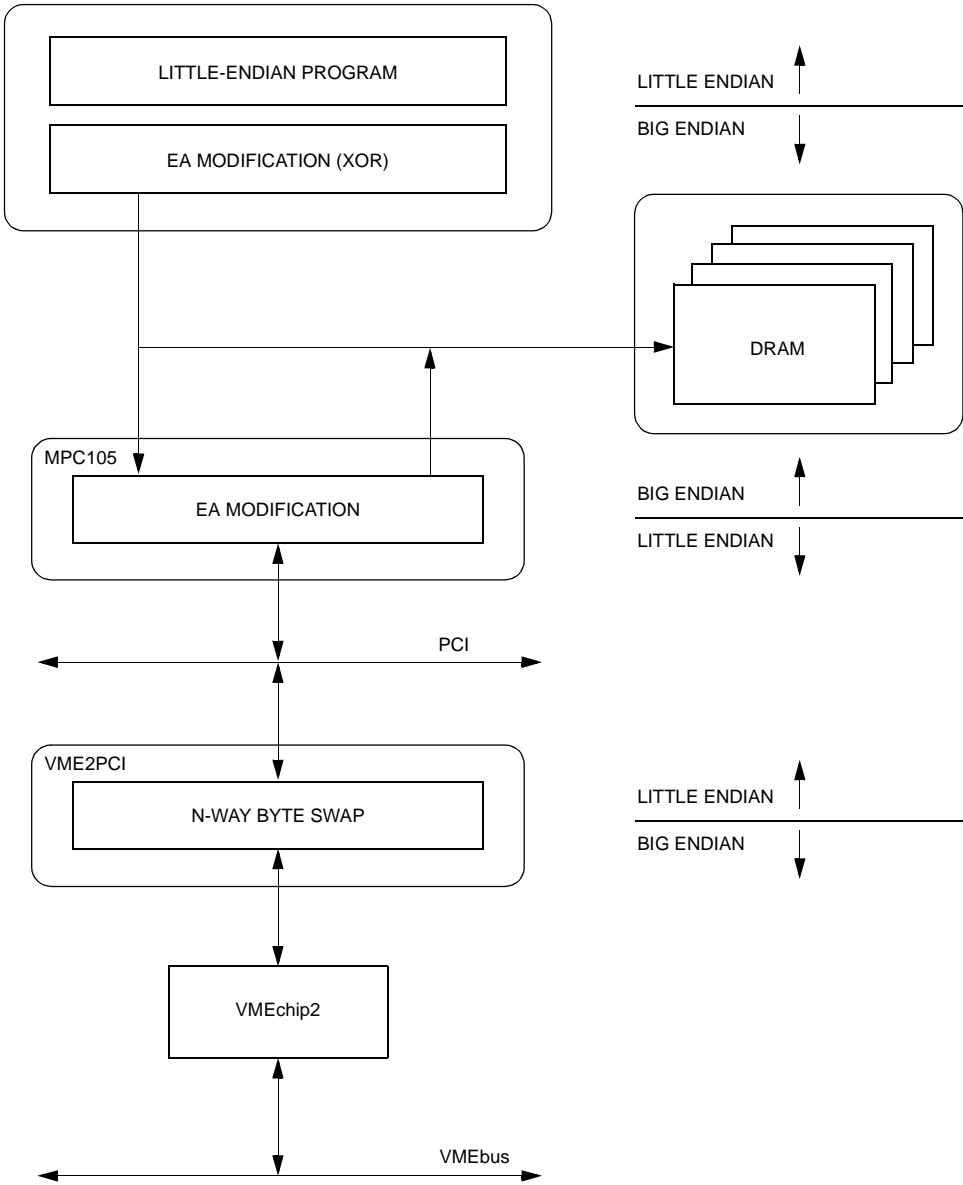 LITTLE-ENDIAN PROGRAM
LITTLE ENDIAN
BIG ENDIAN
EA MODIFICATION (XOR)
DRAM
MPC105
EA MODIFICATION
BIG ENDIAN
LITTLE ENDIAN
PCI
VME2PCI
N-WAY BYTE SWAP
LITTLE ENDIAN
BIG ENDIAN
VMEchip2
VMEbus